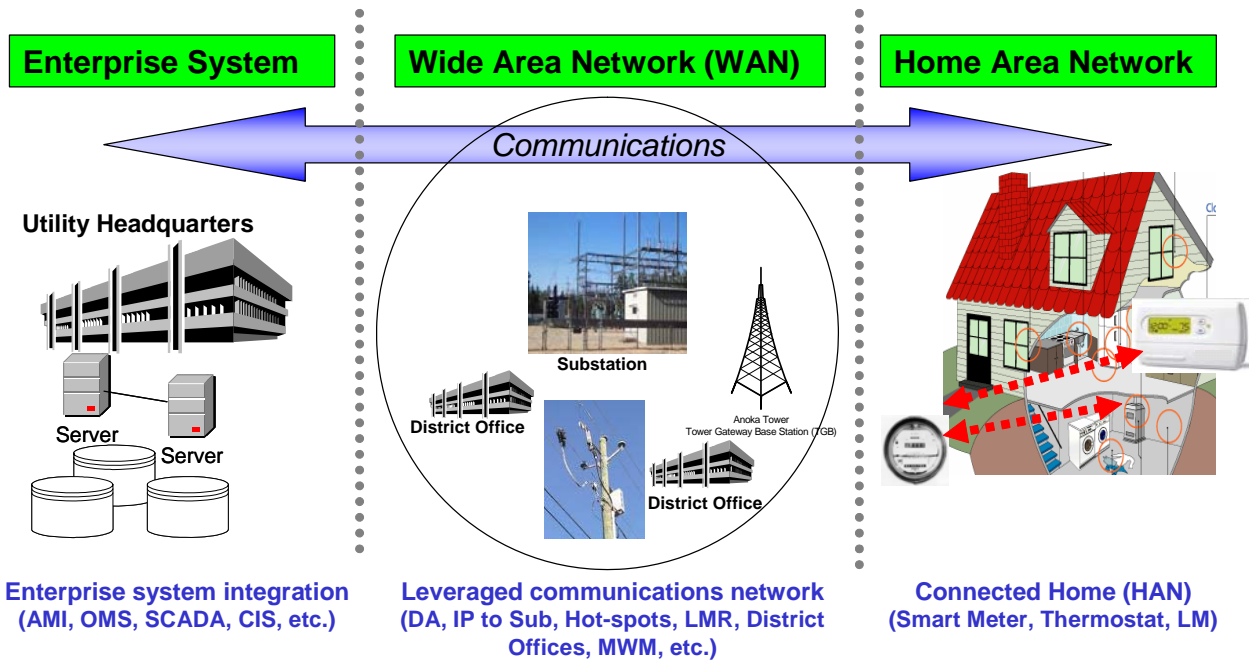 Enterprise System
Wide Area Network (WAN)
Home Area Network
Communications
Utility Headquarters
Server
Server
Substation
District Office
Anoka Tower
Tower Gateway Base Station (TGB)
District Office
Enterprise system integration
(AMI, OMS, SCADA, CIS, etc.)
Leveraged communications network
(DA, IP to Sub, Hot-spots, LMR, District
Offices, MWM, etc.)
Connected Home (HAN)
(Smart Meter, Thermostat, LM)